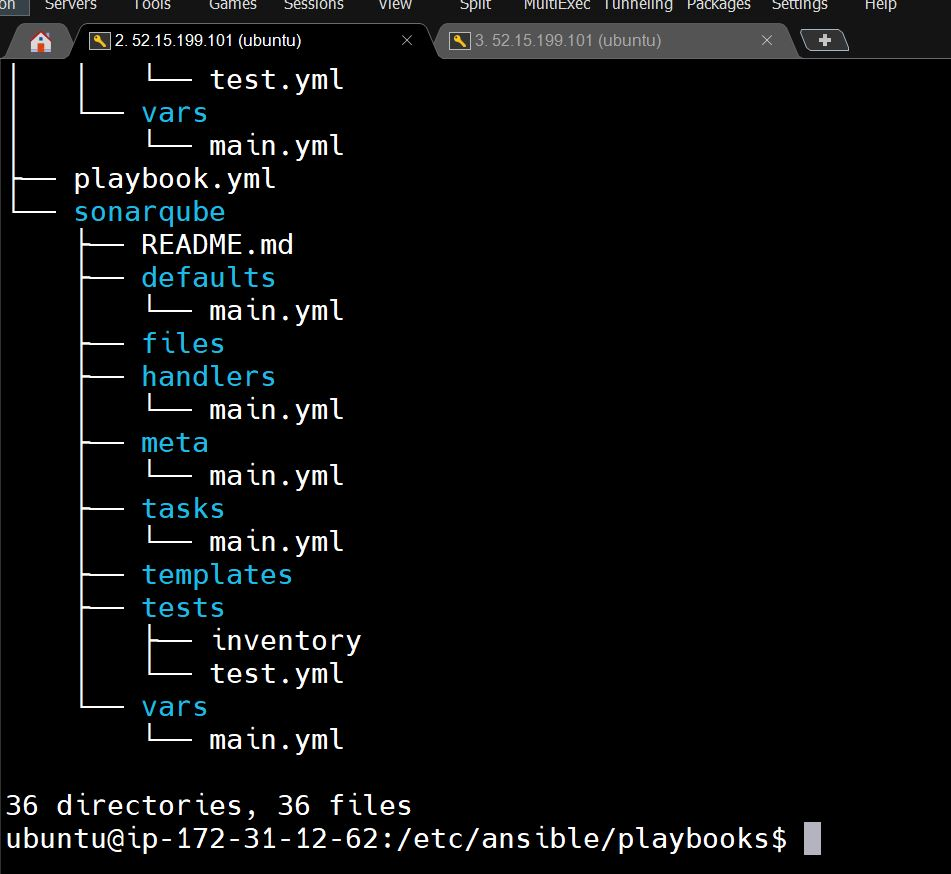 Servers Tools Games Sessions View Split MultiExec Tunneling Packages Settings Help
2. 52.15.199.101 (ubuntu) 3. 52.15.199.101 (ubuntu)
test.yml
vars
main.yml
playbook.yml
sonarqube
README.md
defaults
main.yml
files
handlers
main.yml
meta
main.yml
tasks
main.yml
templates
tests
inventory
test.yml
vars
main.yml
36 directories, 36 files
ubuntu@ip-172-31-12-62:/etc/ansible/playbooks$